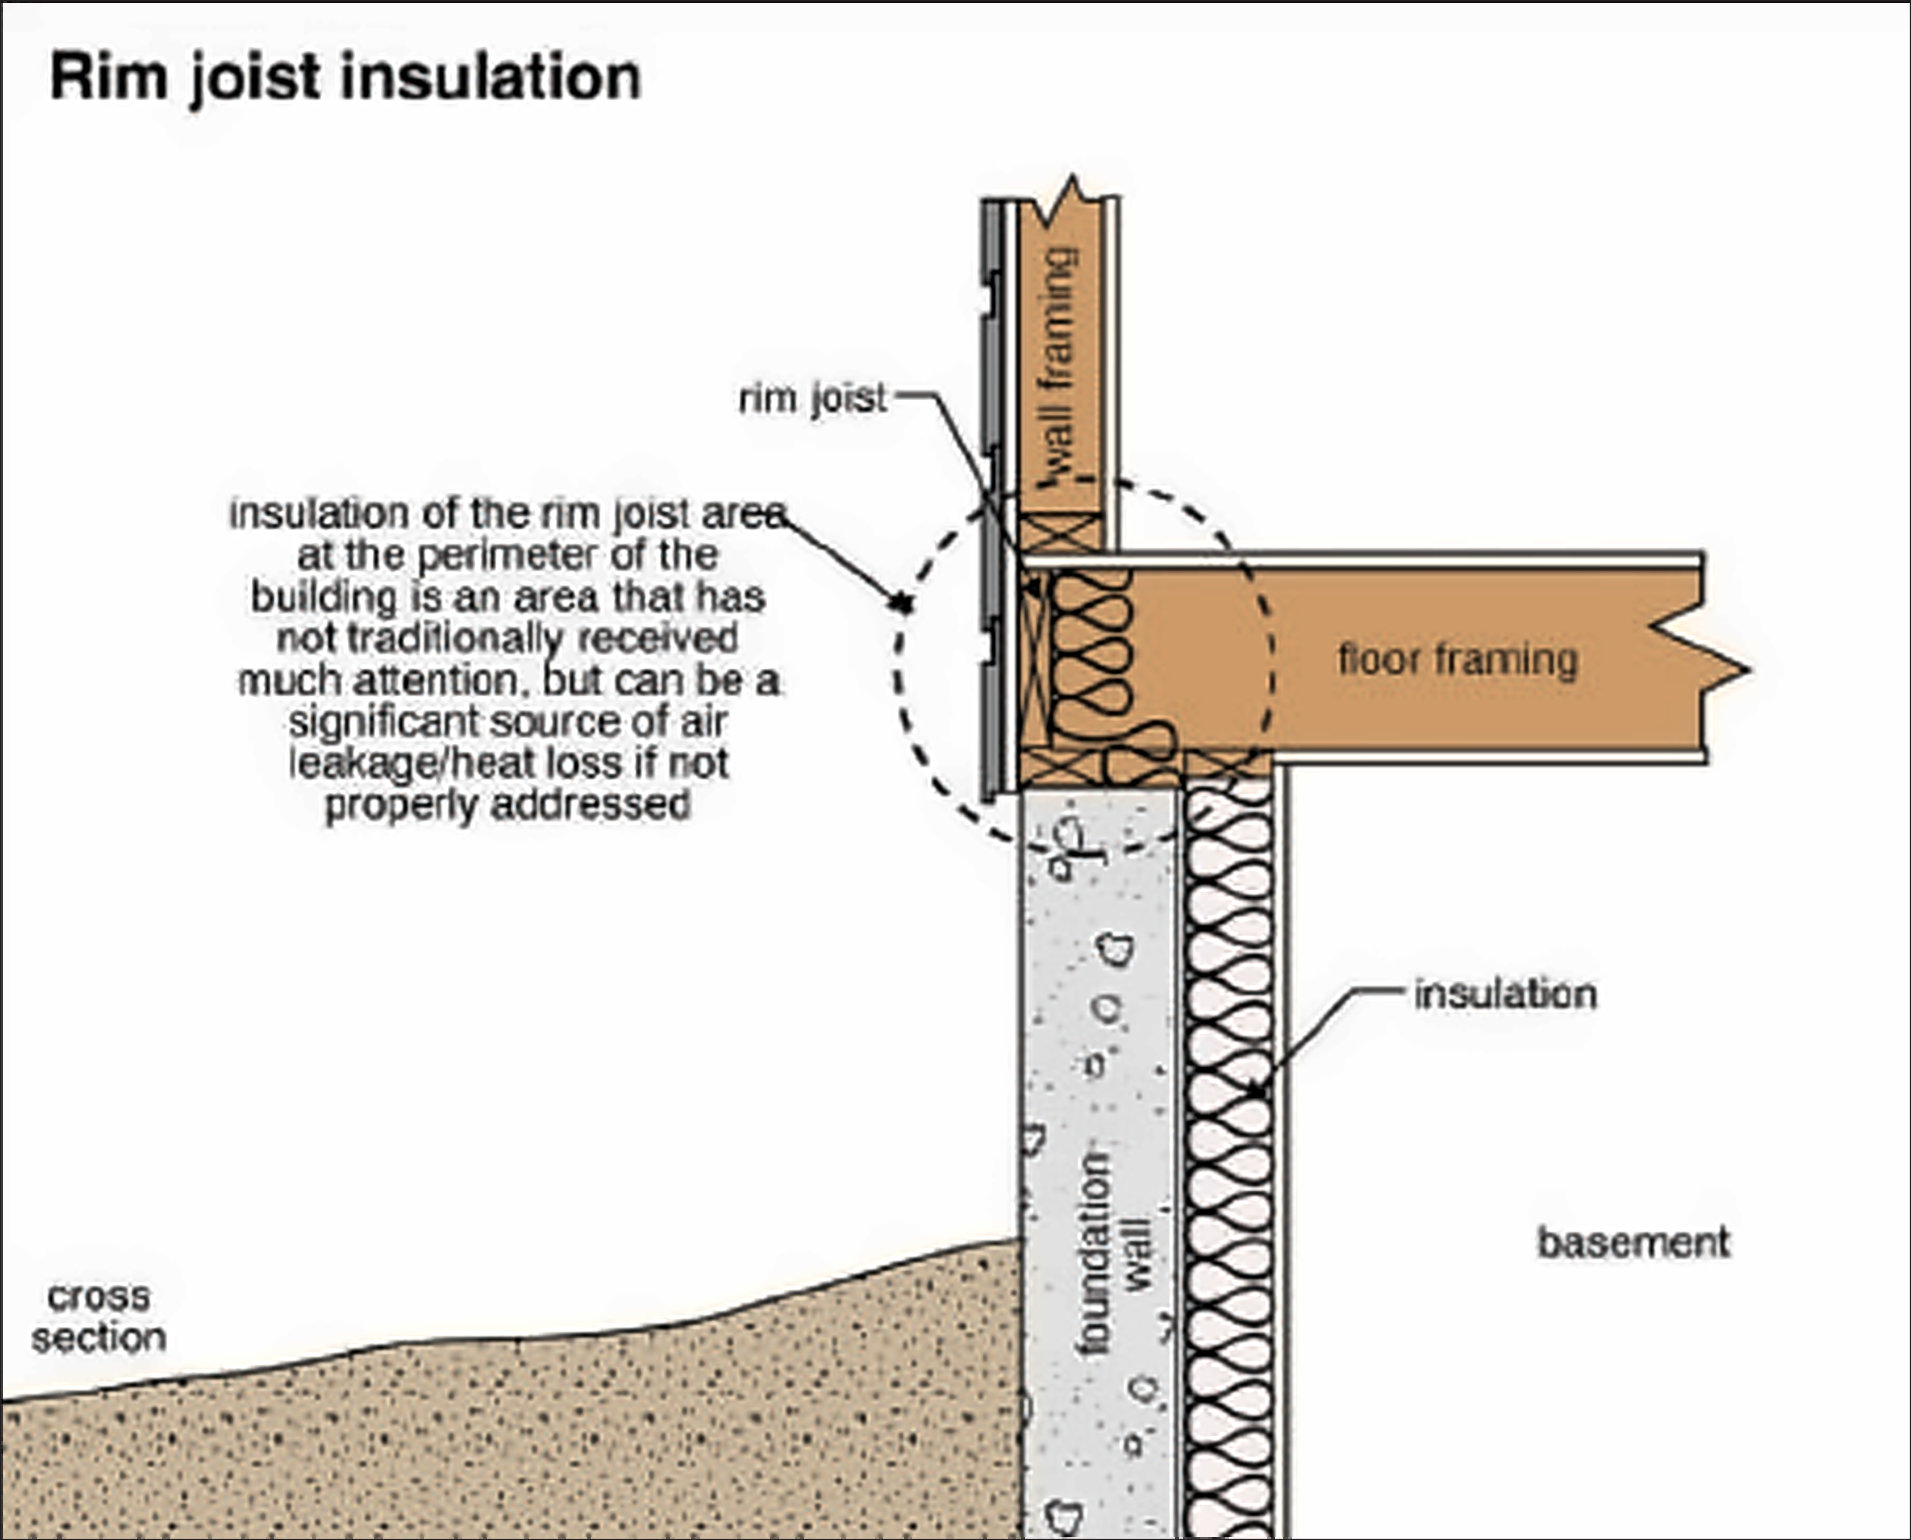 Rim joist insulation
wall framing
rim joist
insulation of the rim joist area
at the perimeter of the
building is an area that has
not traditionally received
much attention, but can be a
significant source of air
leakage/heat loss if not
properly addressed
floor framing
insulation
foundation
wall
basement
cross
section